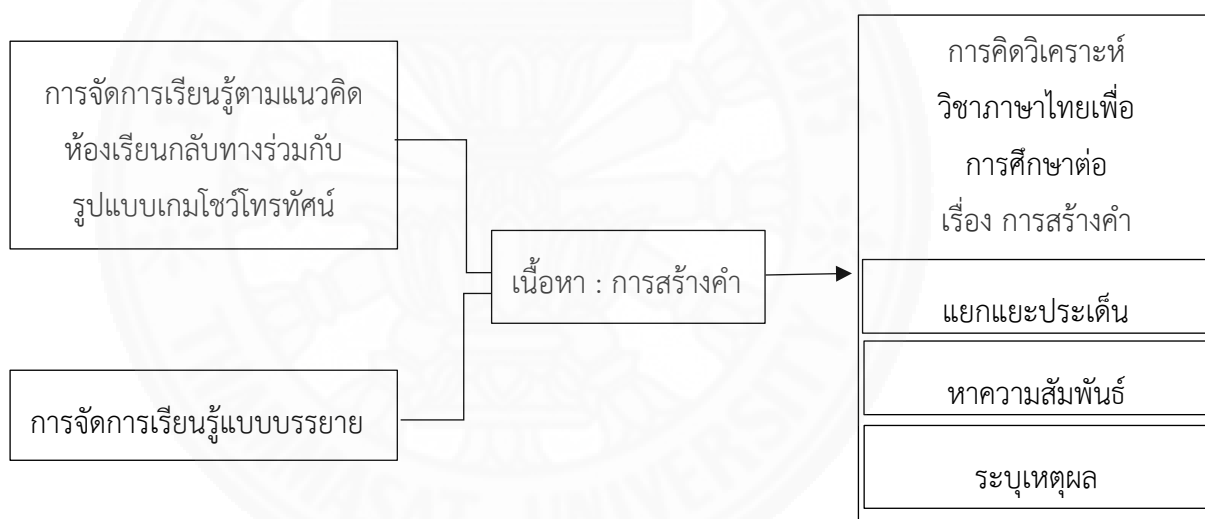 การจัดการเรียนรู้ตามแนวคิด
ห้องเรียนกลับทางร่วมกับ
รูปแบบเกมโชว์โทรทัศน์
การจัดการเรียนรู้แบบบรรยาย
เนื้อหา : การสร้างคำ
การคิดวิเคราะห์
วิชาภาษาไทยเพื่อ
การศึกษาต่อ
เรื่อง การสร้างคำ
แยกแยะประเด็น
หาความสัมพันธ์
ระบุเหตุผล